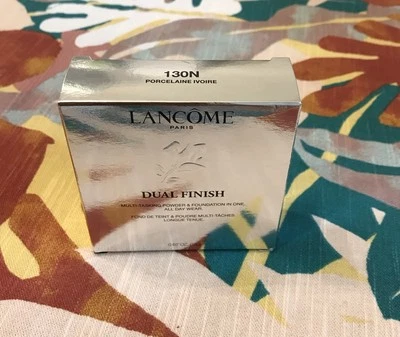 130N
PORCELAINE IVOIRE
LANCÔME
PARIS
DUAL FINISH
MULTI-TASKING POWDER & FOUNDATION IN ONE.
ALL DAY WEAR.
FOND DE TEINT & POUDRE MULTI-TÂCHES
LONGUE TENUE.